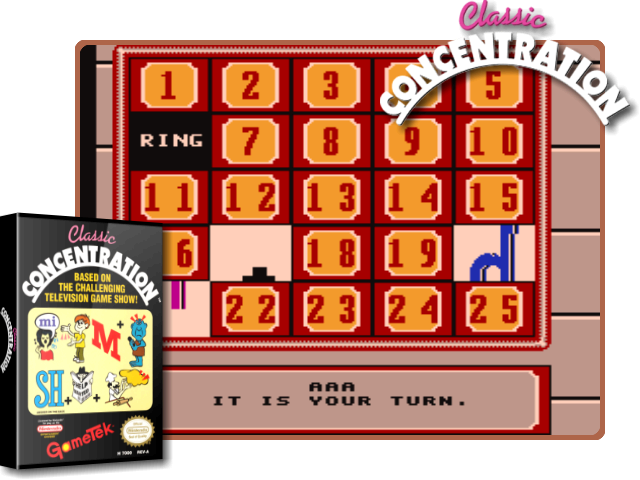 Classic
CONCENTRATION
1 2 3 5
RING 7 8 9 10
11 12 13 14 15
6 18 19
22 23 24 25
AAA
IT IS YOUR TURN.
Classic
CONCENTRATION
BASED ON
THE CHALLENGING
TELEVISION GAME SHOW!
mi
M +
SH + +
GameTek
CONCENTRATION